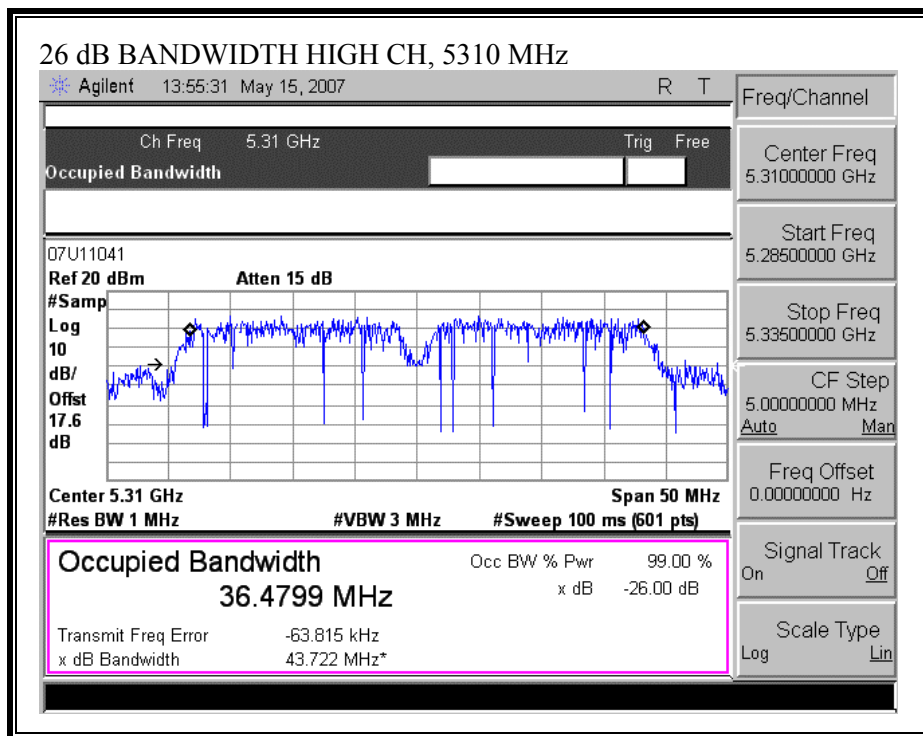 26 dB BANDWIDTH HIGH CH, 5310 MHz
Agilent 13:55:31 May 15, 2007 R T
Ch Freq 5.31 GHz Trig Free
Occupied Bandwidth
07U11041
Ref 20 dBm Atten 15 dB
#Samp
Log
10
dB/
Offst
17.6
dB
Center 5.31 GHz Span 50 MHz
#Res BW 1 MHz #VBW 3 MHz #Sweep 100 ms (601 pts)
Occupied Bandwidth Occ BW % Pwr 99.00 %
36.4799 MHz x dB -26.00 dB
Transmit Freq Error -63.815 kHz
x dB Bandwidth 43.722 MHz*
Freq/Channel
Center Freq
5.31000000 GHz
Start Freq
5.28500000 GHz
Stop Freq
5.33500000 GHz
CF Step
5.00000000 MHz
Auto Man
Freq Offset
0.00000000 Hz
Signal Track
On Off
Scale Type
Log Lin